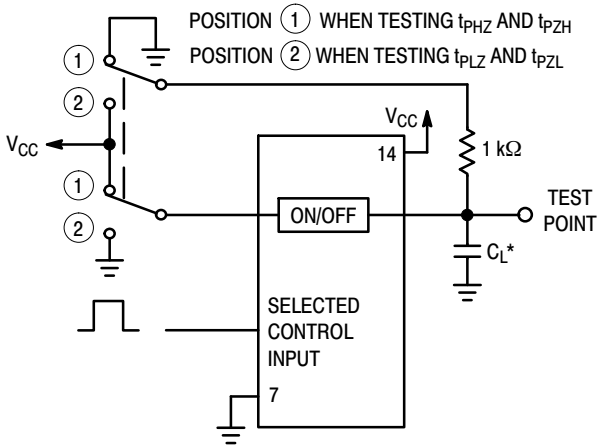 POSITION ① WHEN TESTING tPHZ AND tPZH
POSITION ② WHEN TESTING tPLZ AND tPZL
①
②
VCC
①
②
VCC
14
1 kΩ
ON/OFF
TEST
POINT
CL*
SELECTED
CONTROL
INPUT
7